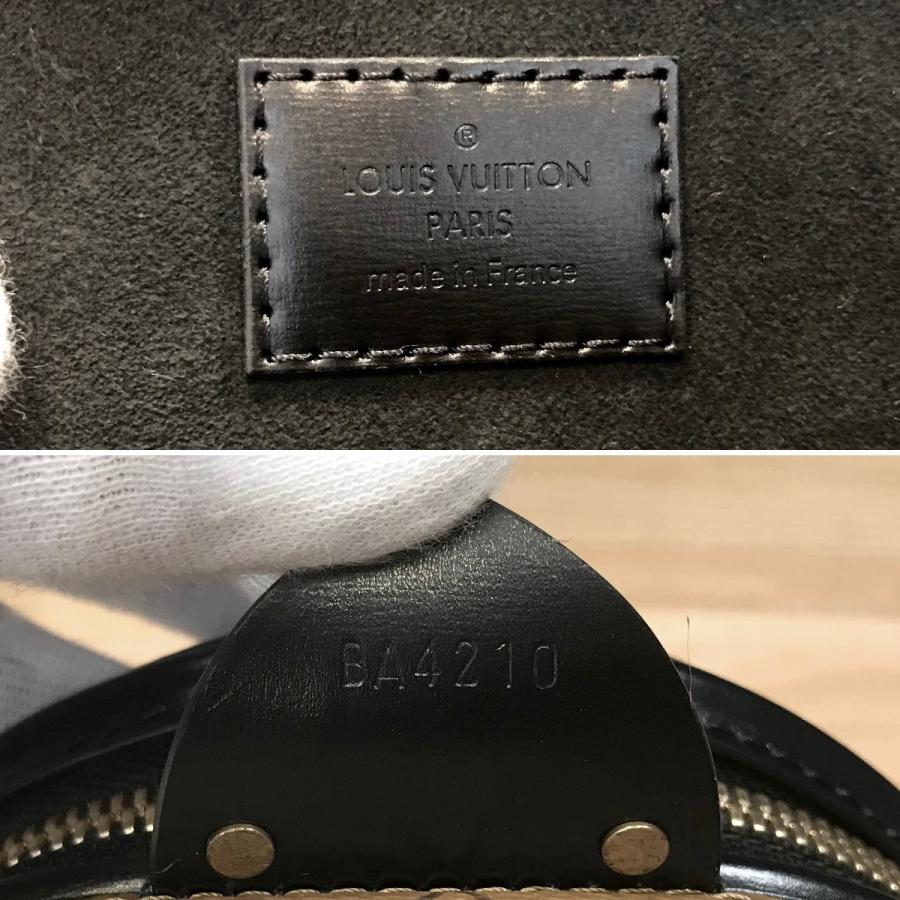 ®
LOUIS VUITTON
PARIS
made in France
BA4210